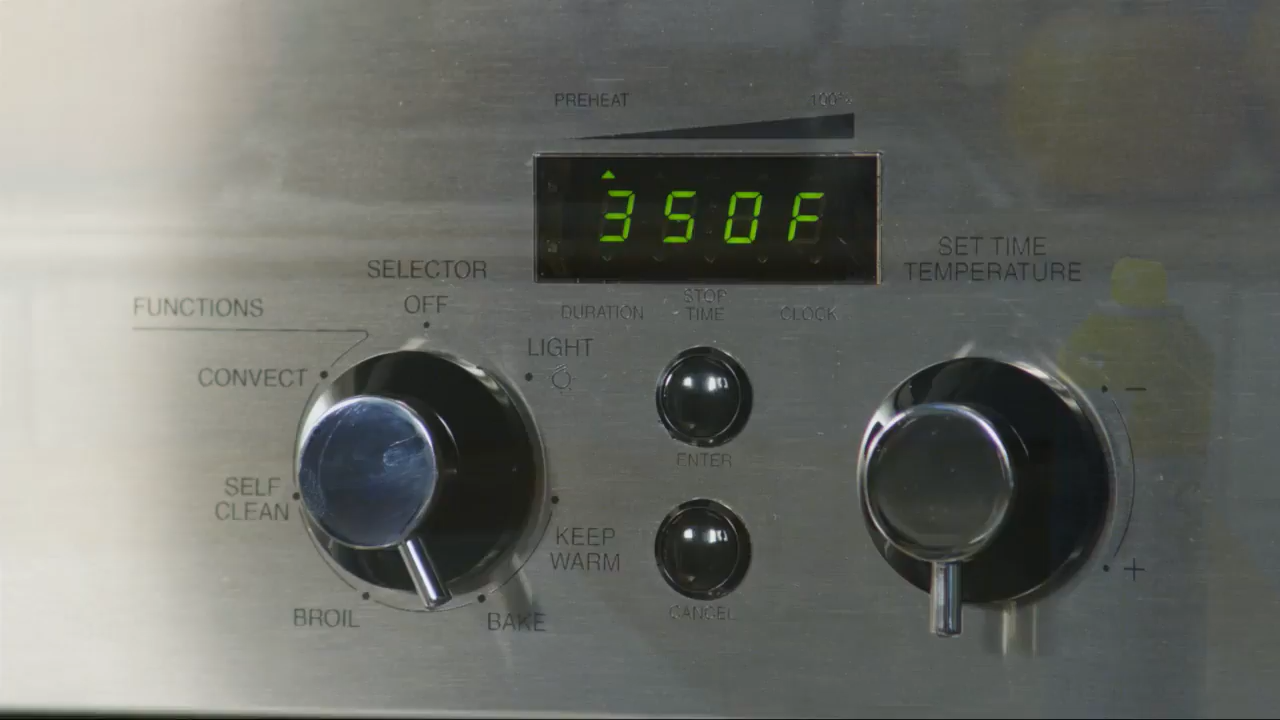 PREHEAT 100%
350F
SELECTOR
OFF
FUNCTIONS
CONVECT
LIGHT
SELF
CLEAN
BROIL
BAKE
KEEP
WARM
DURATION
STOP
TIME
CLOCK
ENTER
CANCEL
SET TIME
TEMPERATURE
−
+